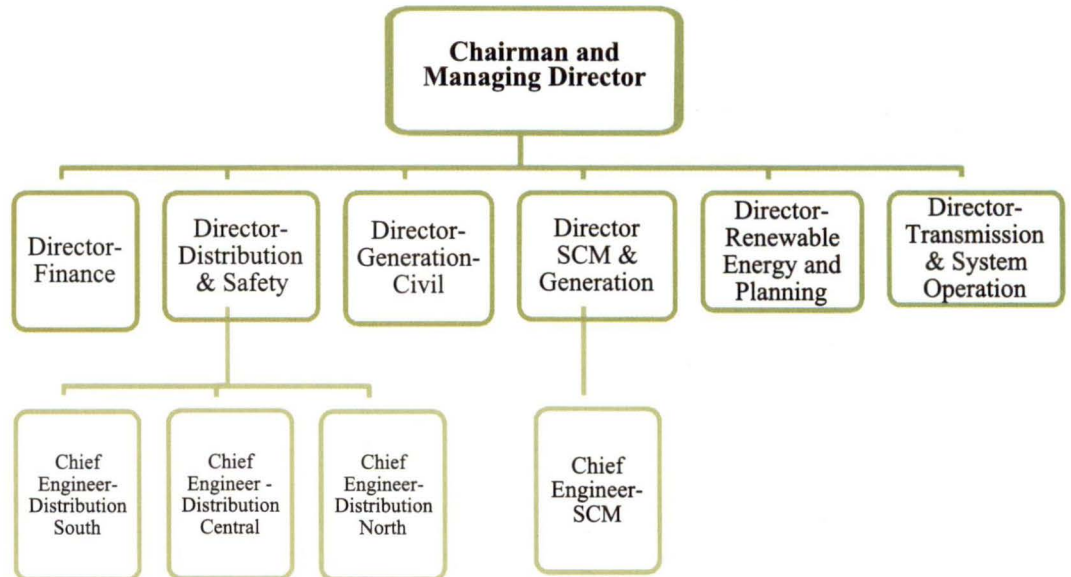 Chairman and
Managing Director
Director-
Finance
Director-
Distribution
& Safety
Director-
Generation-
Civil
Director
SCM &
Generation
Director-
Renewable
Energy and
Planning
Director-
Transmission
& System
Operation
Chief
Engineer-
Distribution
South
Chief
Engineer -
Distribution
Central
Chief
Engineer-
Distribution
North
Chief
Engineer-
SCM